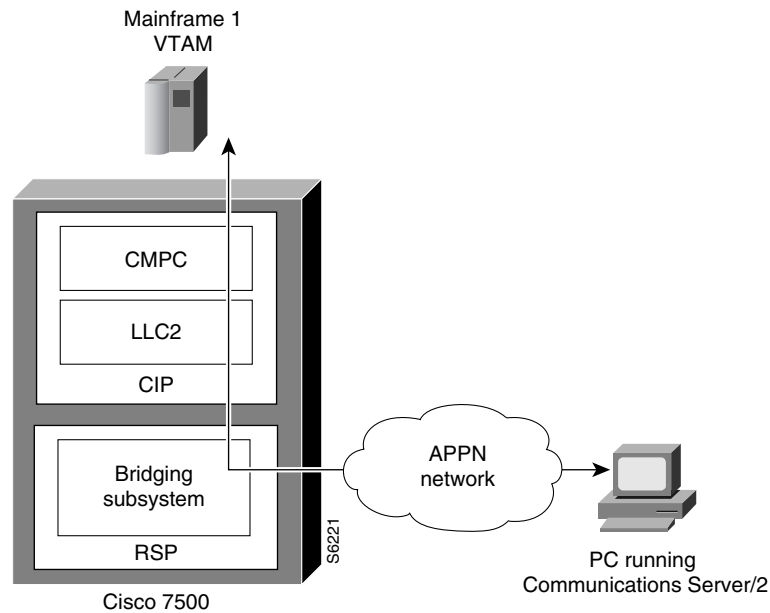 Mainframe 1
VTAM
CMPC
LLC2
CIP
Bridging
subsystem
RSP
S6221
Cisco 7500
APPN
network
PC running
Communications Server/2